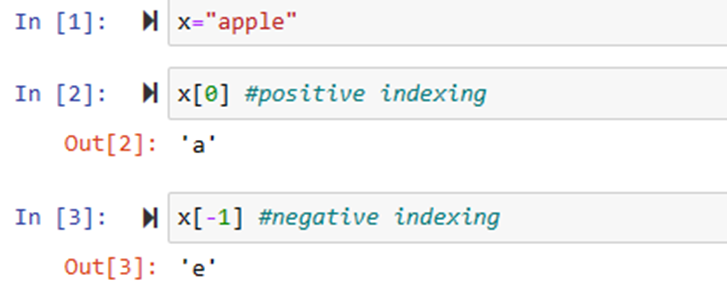 In [1]: x="apple"
In [2]: x[0] #positive indexing
Out[2]: 'a'
In [3]: x[-1] #negative indexing
Out[3]: 'e'